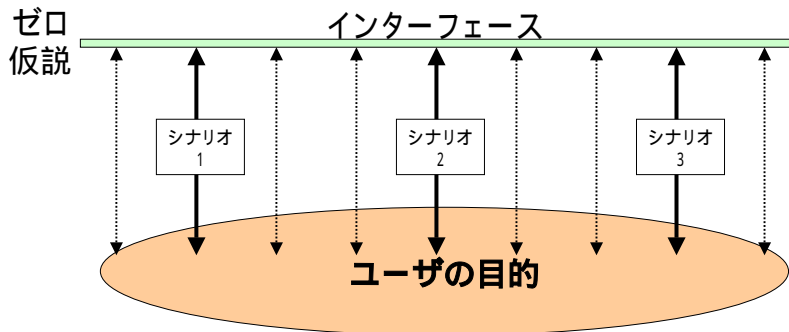 ゼロ
仮説
インターフェース
シナリオ
1
シナリオ
2
シナリオ
3
ユーザの目的